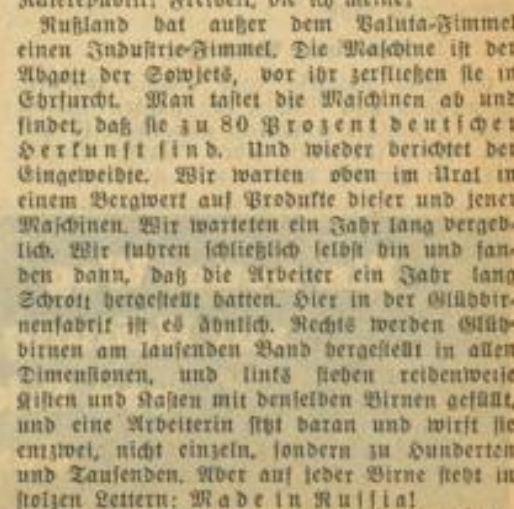 Räterepublik: Freiheit, die ich meine!
Rußland hat außer dem Valuta-Fimmel
einen Industrie-Fimmel. Die Maschine ist der
Abgott der Sowjets, vor ihr zerfließen sie in
Ehrfurcht. Man tastet die Maschinen ab und
findet, daß sie zu 80 Prozent deutscher
Herkunft sind. Und wieder berichtet der
Eingeweihte. Wir warten oben im Ural in
einem Bergwerk auf Produkte dieser und jener
Maschinen. Wir warteten ein Jahr lang vergeb-
lich. Wir fuhren schließlich selbst hin und fan-
den dann, daß die Arbeiter ein Jahr lang
Schrott hergestellt hatten. Hier in der Glühbir-
nenfabrik ist es ähnlich. Rechts werden Glüh-
birnen am laufenden Band hergestellt in allen
Dimensionen, und links stehen reihenweise
Kisten und Kasten mit denselben Birnen gefüllt,
und eine Arbeiterin sitzt daran und wirft sie
entzwei, nicht einzeln, sondern zu Hunderten
und Tausenden. Aber auf jeder Birne steht in
stolzen Lettern: Made in Russia!